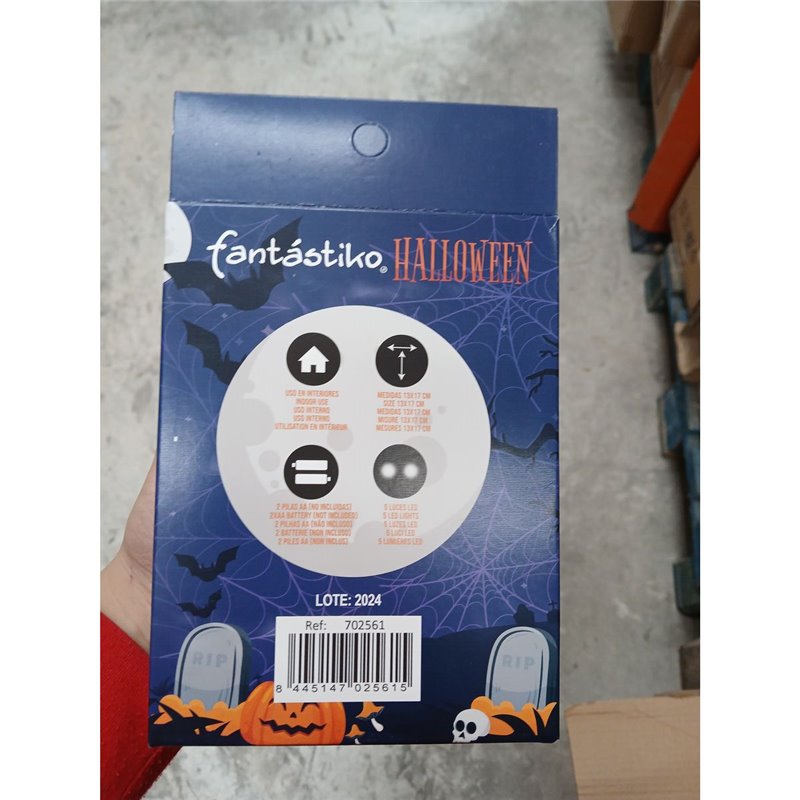 fantástiko® HALLOWEEN
USO EN INTERIORES
INDOOR USE
USO INTERNO
USO INTERNO
UTILISATION EN INTÉRIEUR
MEDIDAS 13X17 CM
SIZE 13X17 CM
MEDIDAS 13X17 CM
MISURE 13X17 CM
MESURES 13X17 CM
2 PILAS AA (NO INCLUIDAS)
2XAA BATTERY (NOT INCLUDED)
2 PILHAS AA (NÃO INCLUSO)
2 BATTERIE (NON INCLUSO)
2 PILES AA (NON INCLUS)
5 LUCES LED
5 LED LIGHTS
5 LUZES LED
5 LUCI LED
5 LUMIÈRES LED
LOTE: 2024
Ref: 702561
8 445147 025615
RIP
RIP